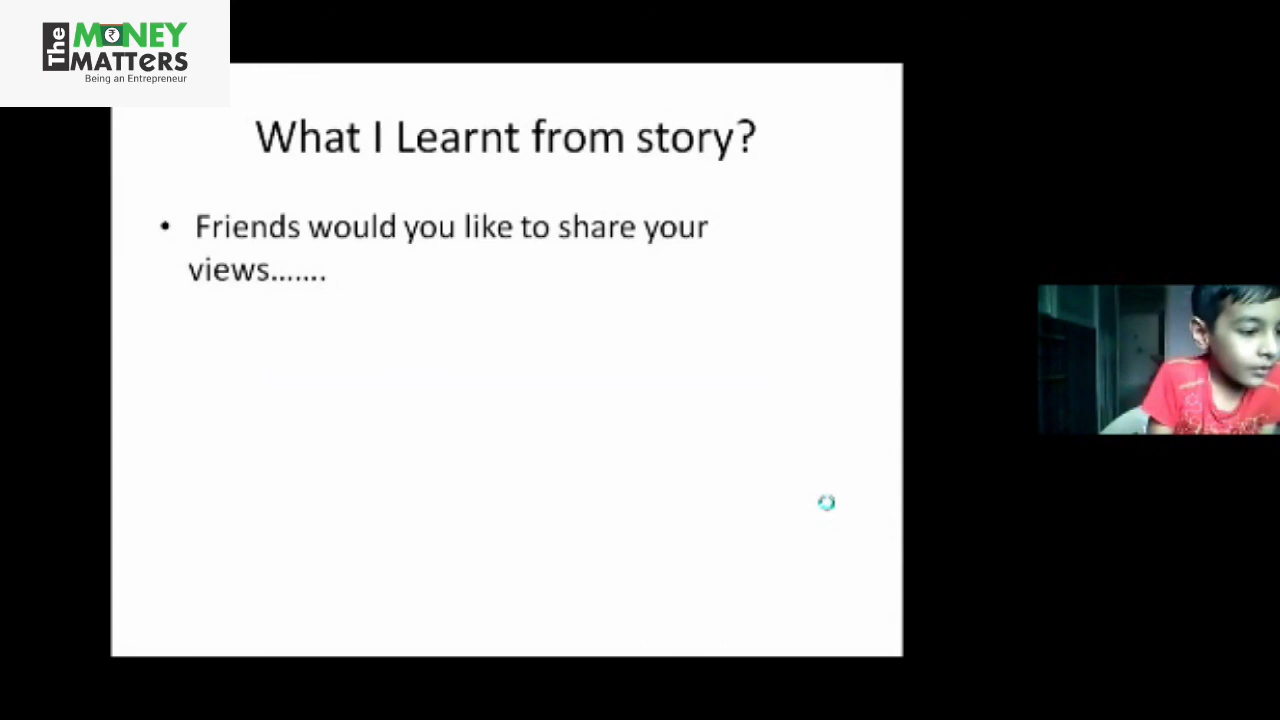 The MONEY
MATTERS
Being an Entrepreneur
What I Learnt from story?
• Friends would you like to share your
views.......